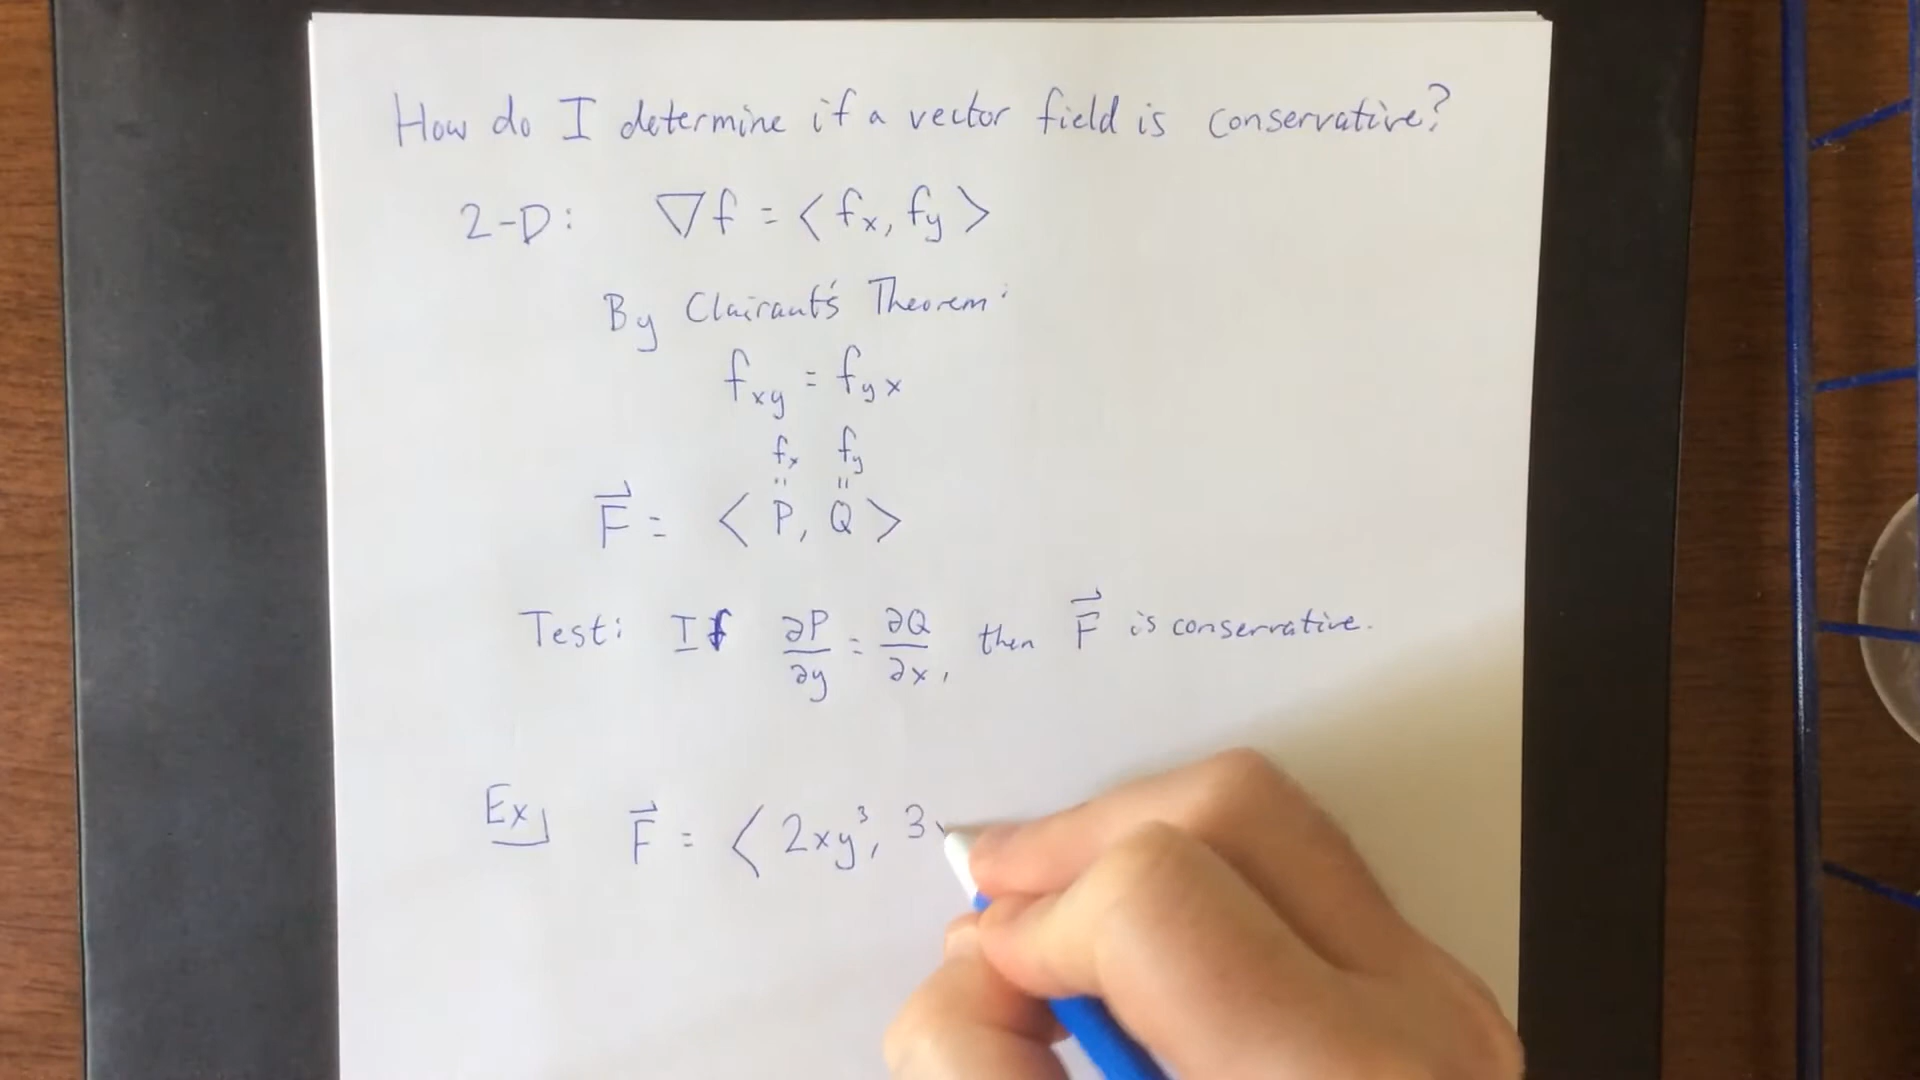 How do I determine if a vector field is conservative?
2-D: ∇f = ⟨fx, fy⟩
By Clairaut's Theorem:
fxy = fyx
fx fy
" "
F⃗ = ⟨P, Q⟩
Test: If ∂P/∂y = ∂Q/∂x, then F⃗ is conservative.
Ex] F⃗ = ⟨2xy³, 3